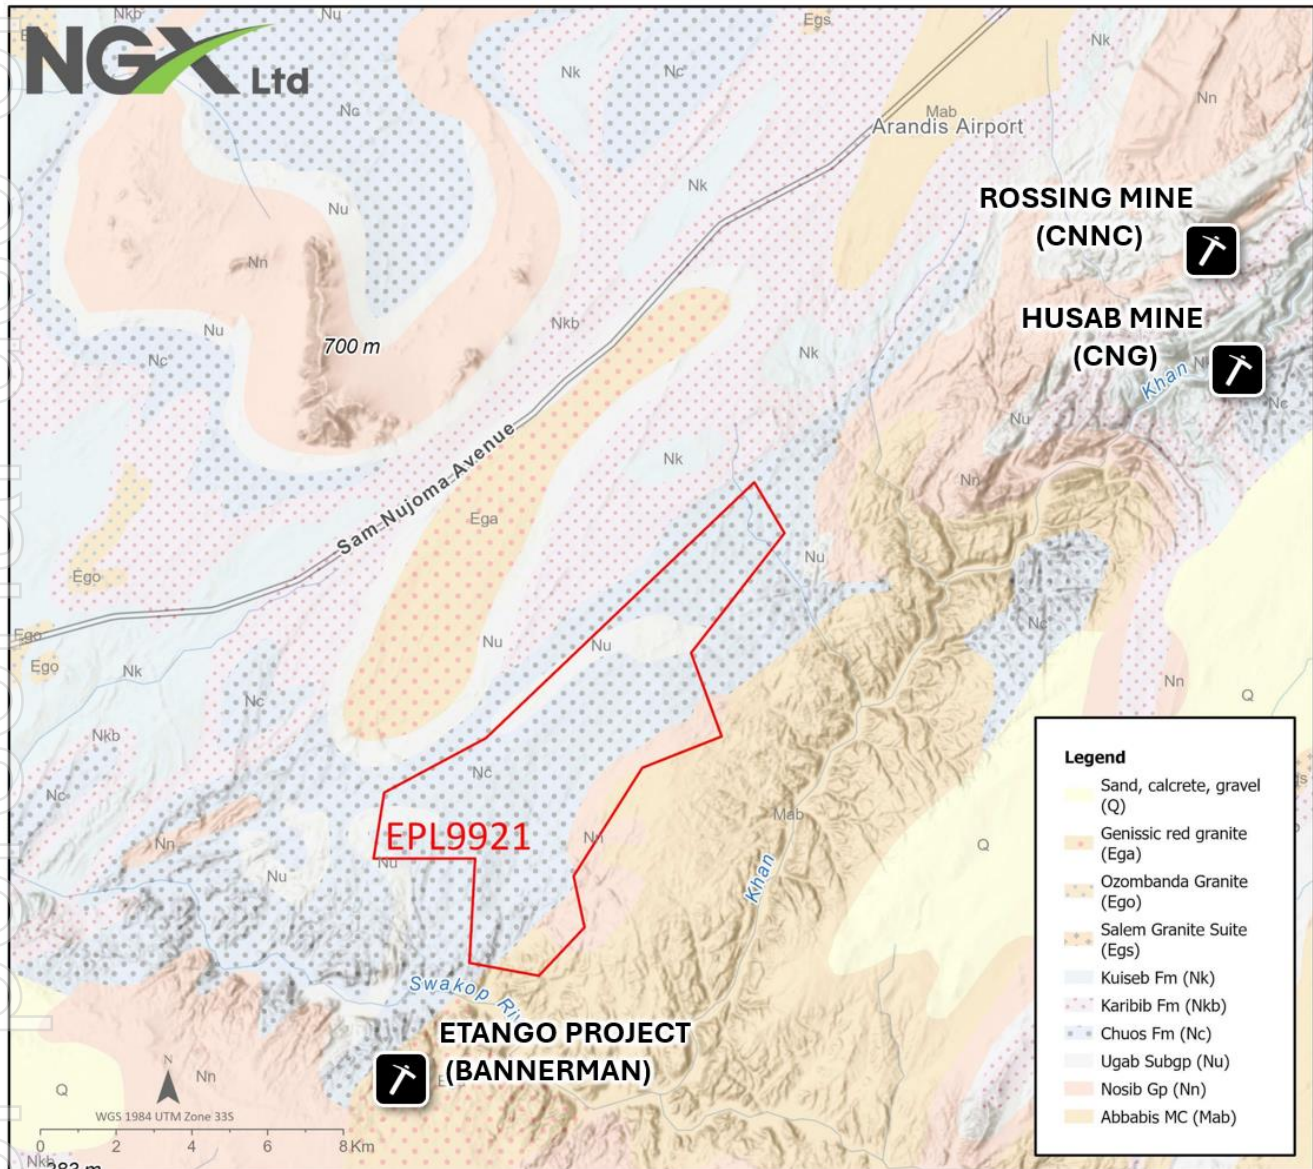 NGX Ltd
Nkb
Nu
Egs
Nk
Nk
Nc
Nc
Mab
Arandis Airport
Nn
Nk
ROSSING MINE
(CNNC)
Nu
Nn
HUSAB MINE
(CNG)
Nkb
Nu
700 m
Nc
Nk
Khan
Nc
Nu
Sam Nujoma Avenue
Nk
Nn
Ega
Nu
Ego
Nc
Ego
Nu
Nu
Ego
Nk
Nn
Q
Nc
Nkb
Nc
Nc
EPL9921
Nu
Mab
Nn
Nu
Q
Khan
Swakop
ETANGO PROJECT
(BANNERMAN)
N
Nn
Q
WGS 1984 UTM Zone 33S
0 2 4 6 8 Km
Nkb
283 m
Legend
Sand, calcrete, gravel
(Q)
Genissic red granite
(Ega)
Ozombanda Granite
(Ego)
Salem Granite Suite
(Egs)
Kuiseb Fm (Nk)
Karibib Fm (Nkb)
Chuos Fm (Nc)
Ugab Subgp (Nu)
Nosib Gp (Nn)
Abbabis MC (Mab)